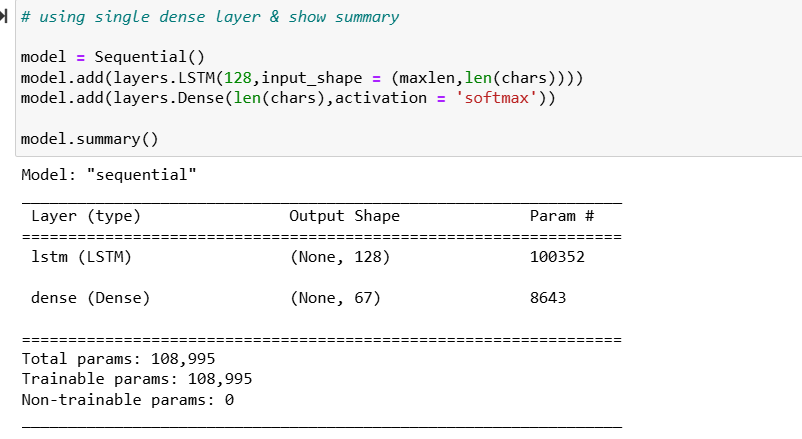 # using single dense layer & show summary
model = Sequential()
model.add(layers.LSTM(128,input_shape = (maxlen,len(chars))))
model.add(layers.Dense(len(chars),activation = 'softmax'))
model.summary()
Model: "sequential"
_________________________________________________________________
Layer (type) Output Shape Param #
=================================================================
lstm (LSTM) (None, 128) 100352
dense (Dense) (None, 67) 8643
=================================================================
Total params: 108,995
Trainable params: 108,995
Non-trainable params: 0
_________________________________________________________________